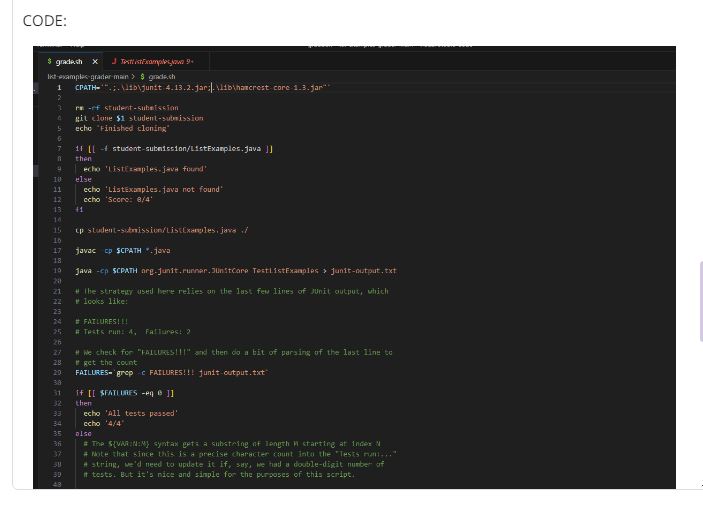 CODE:
$ grade.sh × J TestListExamples.java 9+
list-examples-grader-main > $ grade.sh
1 CPATH='".;.\lib\junit-4.13.2.jar;.\lib\hamcrest-core-1.3.jar"'
2
3 rm -rf student-submission
4 git clone $1 student-submission
5 echo 'Finished cloning'
6
7 if [[ -f student-submission/ListExamples.java ]]
8 then
9 echo 'ListExamples.java found'
10 else
11 echo 'ListExamples.java not found'
12 echo 'Score: 0/4'
13 fi
14
15 cp student-submission/ListExamples.java ./
16
17 javac -cp $CPATH *.java
18
19 java -cp $CPATH org.junit.runner.JUnitCore TestListExamples > junit-output.txt
20
21 # The strategy used here relies on the last few lines of JUnit output, which
22 # looks like:
23
24 # FAILURES!!!
25 # Tests run: 4, Failures: 2
26
27 # We check for "FAILURES!!!" and then do a bit of parsing of the last line to
28 # get the count
29 FAILURES=`grep -c FAILURES!!! junit-output.txt`
30
31 if [[ $FAILURES -eq 0 ]]
32 then
33 echo 'All tests passed'
34 echo '4/4'
35 else
36 # The ${VAR:N:M} syntax gets a substring of length M starting at index N
37 # Note that since this is a precise character count into the "Tests run:..."
38 # string, we'd need to update it if, say, we had a double-digit number of
39 # tests. But it's nice and simple for the purposes of this script.
40